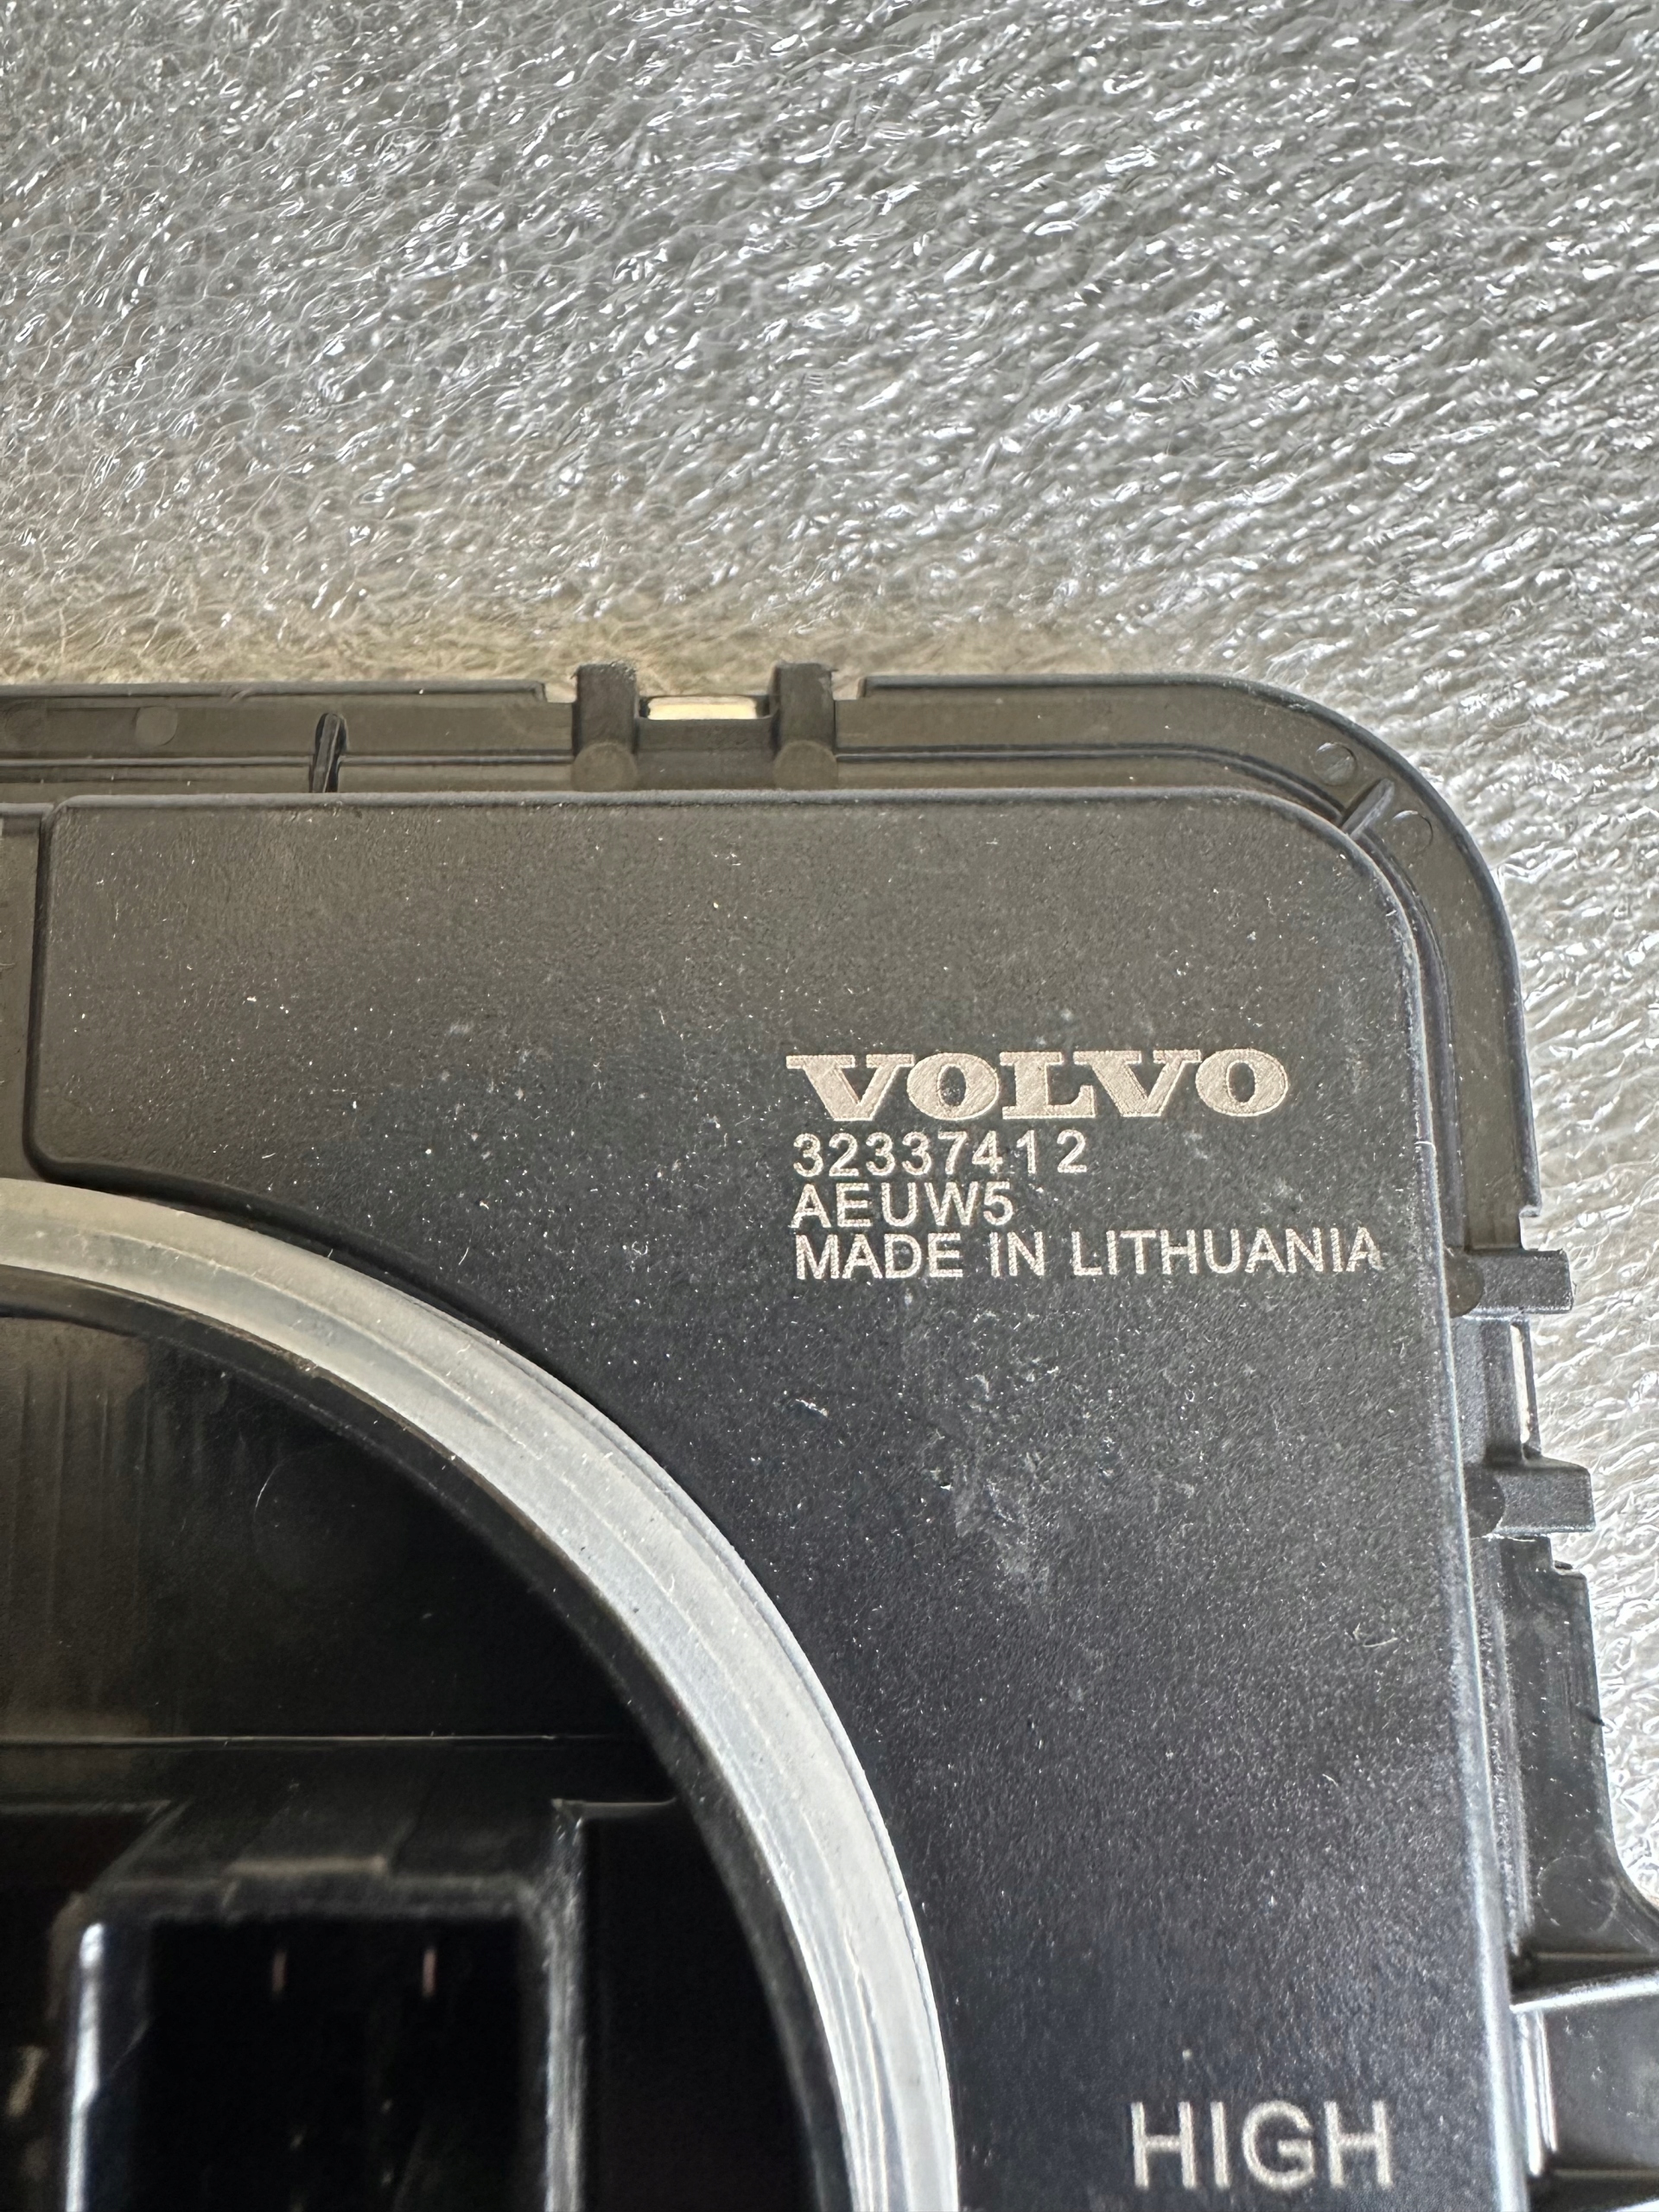 VOLVO
32337412
AEUW5
MADE IN LITHUANIA
HIGH